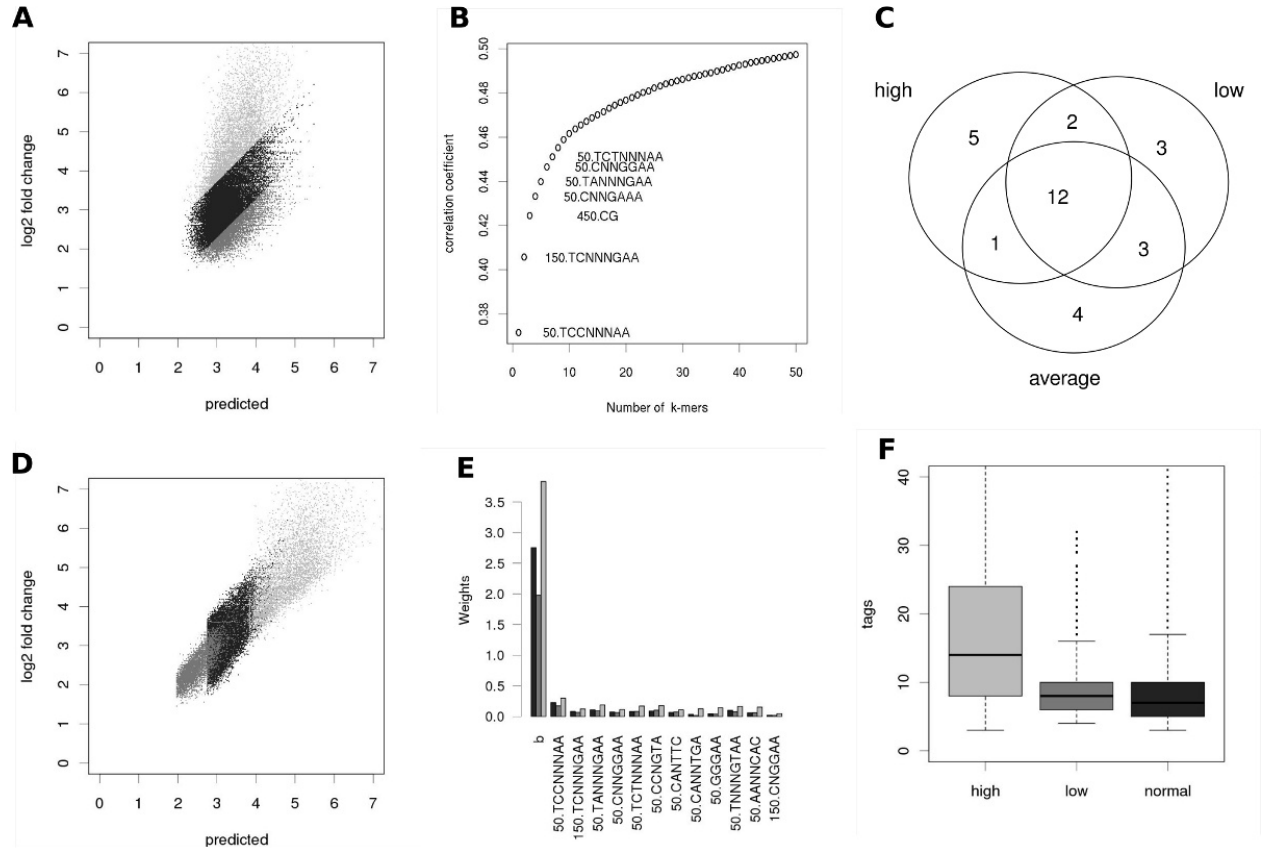 A
log2 fold change
7
6
5
4
3
2
1
0
0 1 2 3 4 5 6 7
predicted
B
correlation coefficient
0.50
0.48
0.46
0.44
0.42
0.40
0.38
50.TCTNNNAA
50.CNNGGAA
50.TANNNGAA
50.CNNGAAA
450.CG
150.TCNNNGAA
50.TCCNNNAA
0 10 20 30 40 50
Number of k-mers
C
high
low
5
2
3
12
1
3
4
average
D
log2 fold change
7
6
5
4
3
2
1
0
0 1 2 3 4 5 6 7
predicted
E
Weights
3.5
3.0
2.5
2.0
1.5
1.0
0.5
0.0
b
50.TCCNNNAA
150.TCNNNGAA
50.TANNNGAA
50.CNNGGAA
50.TCTNNNAA
50.CCNGTA
50.CANTTC
50.CANNTGA
50.GGGAA
50.TNNNGTAA
50.AANNCAC
150.CNGGAA
F
tags
40
30
20
10
0
high low normal